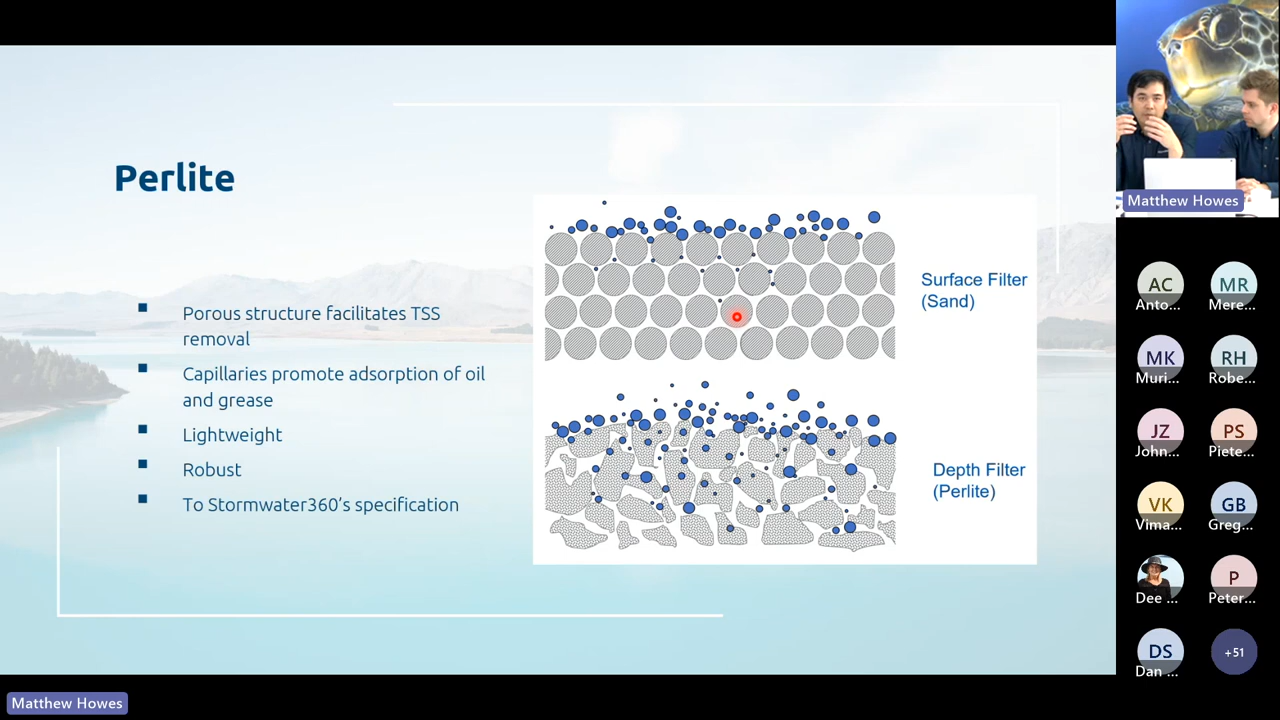 Perlite
Porous structure facilitates TSS
removal
Capillaries promote adsorption of oil
and grease
Lightweight
Robust
To Stormwater360's specification
Surface Filter
(Sand)
Depth Filter
(Perlite)
Matthew Howes
AC
Anto...
MR
Mere...
MK
Muri...
RH
Robe...
JZ
John...
PS
Piete...
VK
Vima...
GB
Greg...
Dee ...
P
Peter...
DS
Dan ...
+51
Matthew Howes